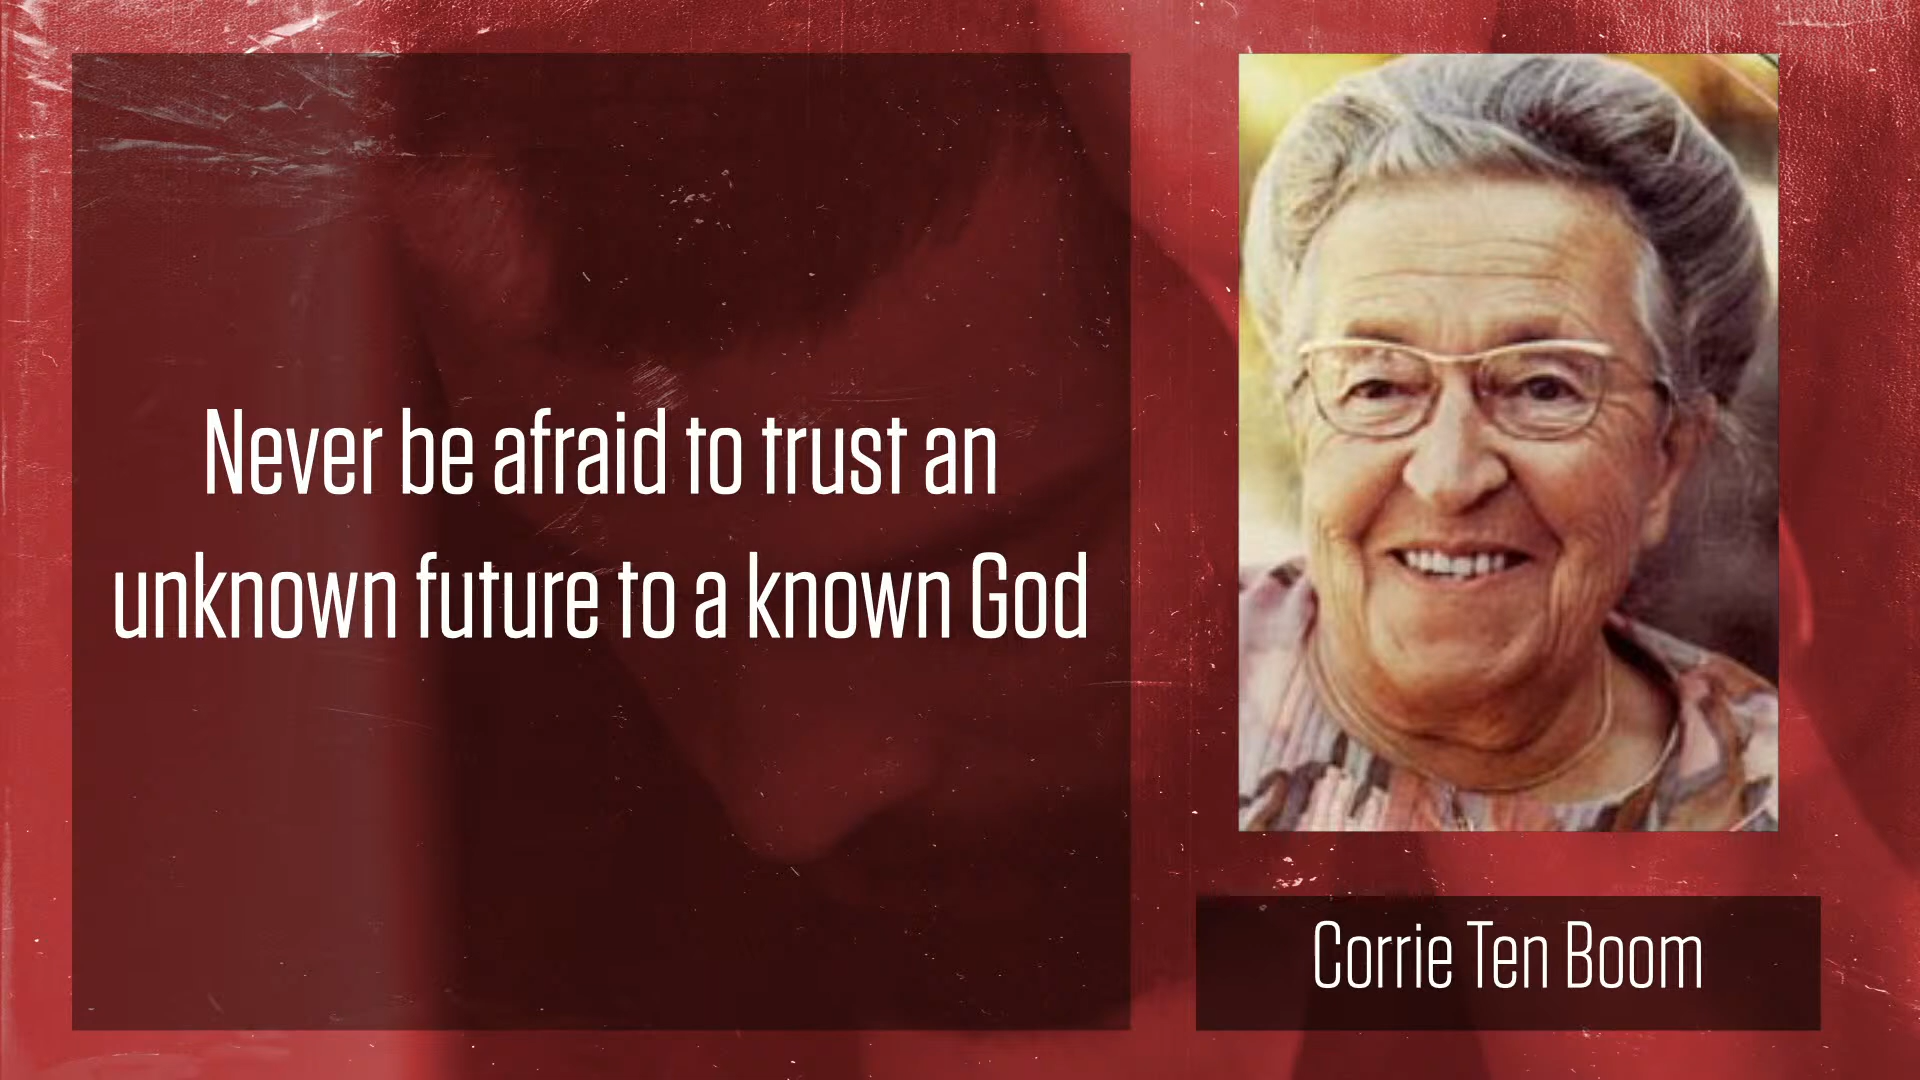 Never be afraid to trust an
unknown future to a known God
Corrie Ten Boom